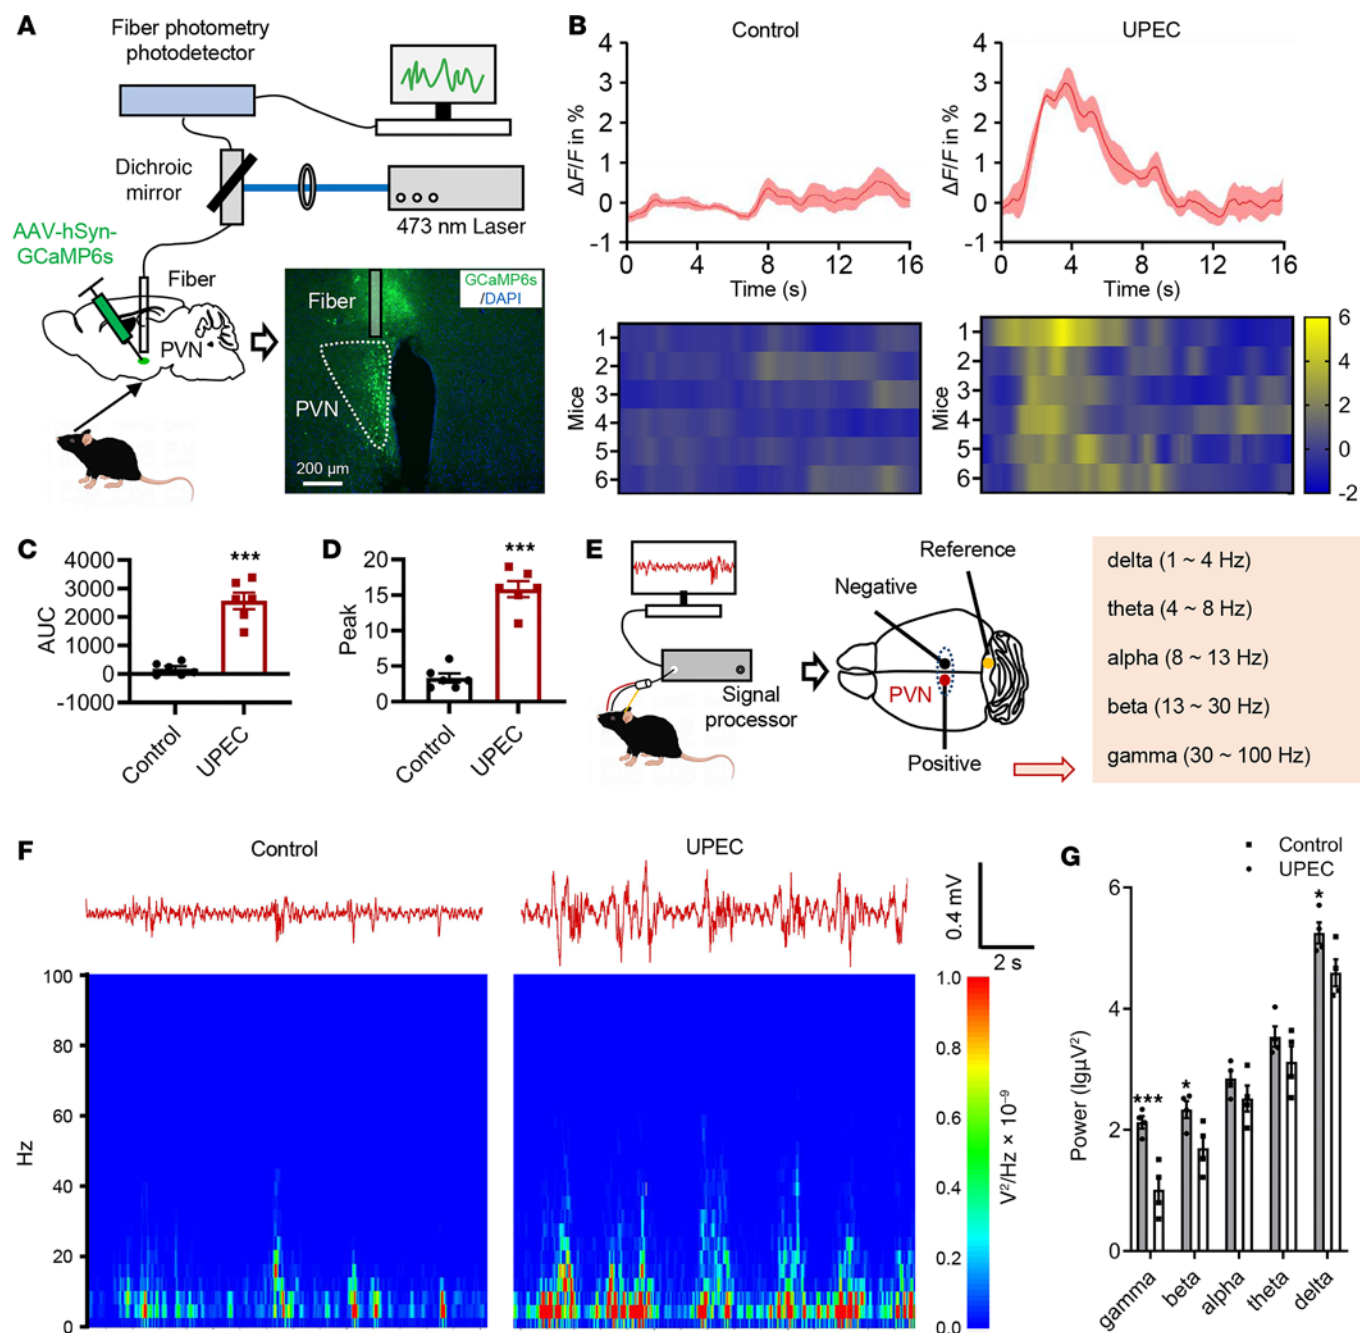 A
Fiber photometry
photodetector
Dichroic
mirror
473 nm Laser
AAV-hSyn-
GCaMP6s
Fiber
PVN
Fiber
GCaMP6s
/DAPI
PVN
200 µm
B
Control
UPEC
ΔF/F in %
4
3
2
1
0
-1
0 4 8 12 16
Time (s)
ΔF/F in %
4
3
2
1
0
-1
0 4 8 12 16
Time (s)
Mice
1
2
3
4
5
6
Mice
1
2
3
4
5
6
6
4
2
0
-2
C
AUC
4000
3000
2000
1000
0
-1000
***
Control
UPEC
D
Peak
20
15
10
5
0
***
Control
UPEC
E
Signal
processor
Reference
Negative
PVN
Positive
delta (1 ~ 4 Hz)
theta (4 ~ 8 Hz)
alpha (8 ~ 13 Hz)
beta (13 ~ 30 Hz)
gamma (30 ~ 100 Hz)
F
Control
UPEC
0.4 mV
2 s
Hz
100
80
60
40
20
0
1.0
0.8
0.6
0.4
0.2
0.0
V²/Hz × 10⁻⁹
G
Control
UPEC
Power (lgµV²)
6
4
2
0
***
*
*
gamma
beta
alpha
theta
delta